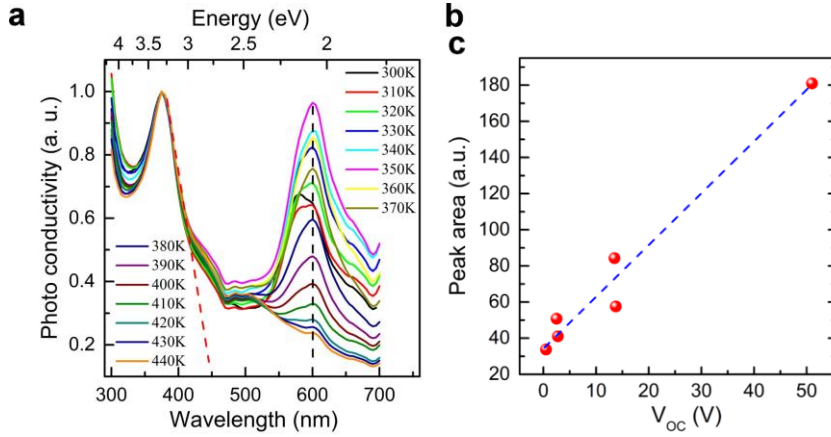 a
Energy (eV)
4 3.5 3 2.5 2
Photo conductivity (a. u.)
1.0
0.8
0.6
0.4
0.2
300K
310K
320K
330K
340K
350K
360K
370K
380K
390K
400K
410K
420K
430K
440K
300 400 500 600 700
Wavelength (nm)
b
c
Peak area (a.u.)
180
160
140
120
100
80
60
40
20
0 10 20 30 40 50
VOC (V)